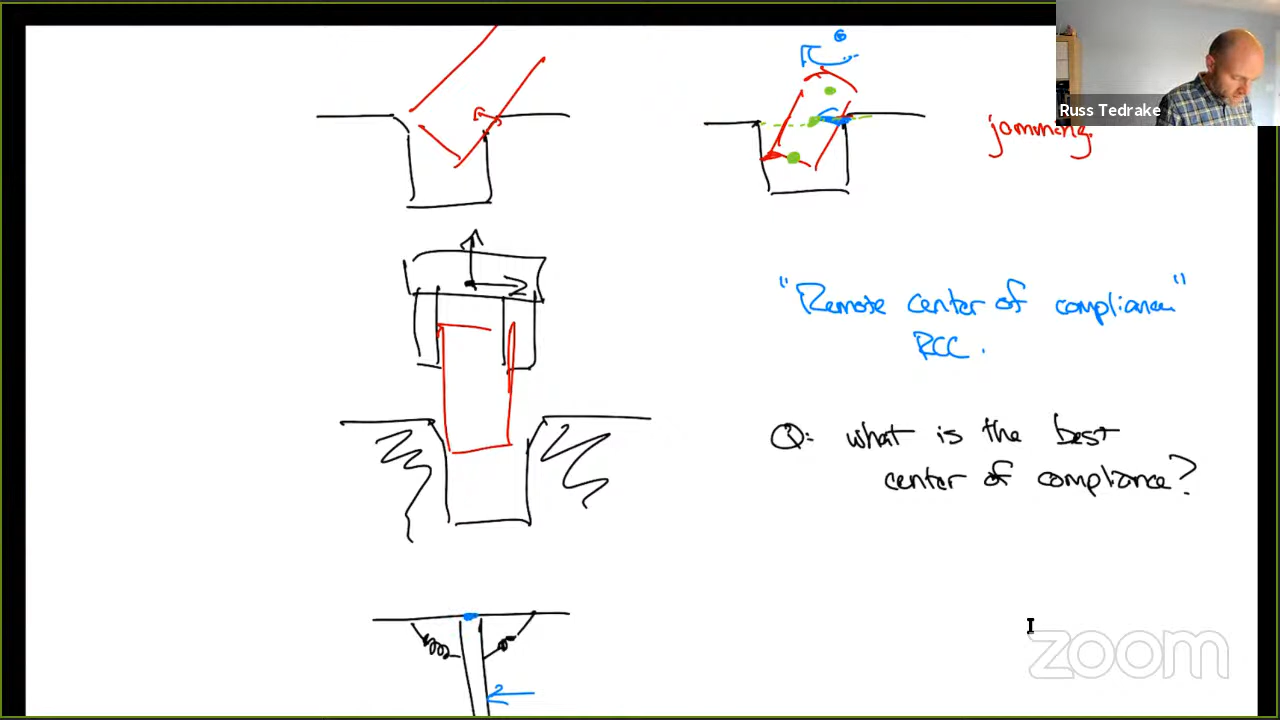 Russ Tedrake
jamming.
"Remote center of compliance"
RCC.
Q: what is the best
center of compliance?
zoom